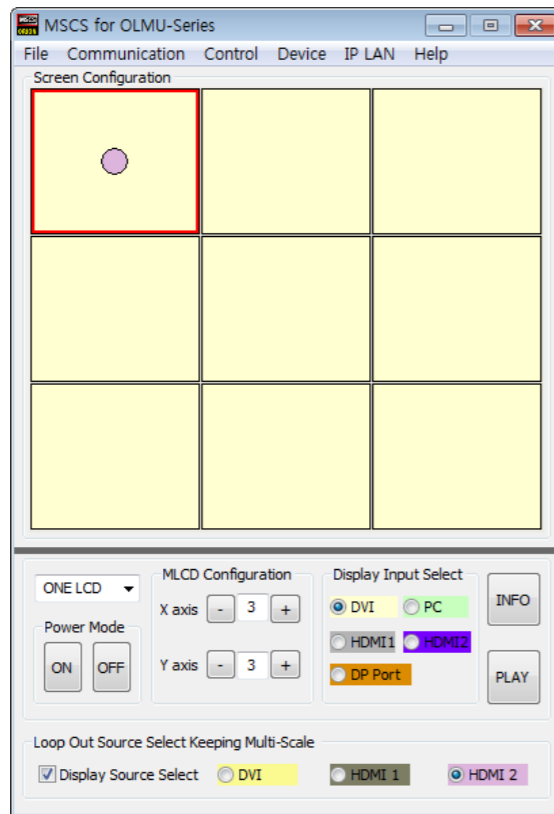 MSCS for OLMU-Series
File Communication Control Device IP LAN Help
Screen Configuration
ONE LCD
MLCD Configuration
Display Input Select
X axis - 3 +
DVI PC
INFO
Power Mode
HDMI1 HDMI2
ON OFF
Y axis - 3 +
DP Port
PLAY
Loop Out Source Select Keeping Multi-Scale
Display Source Select DVI HDMI 1 HDMI 2